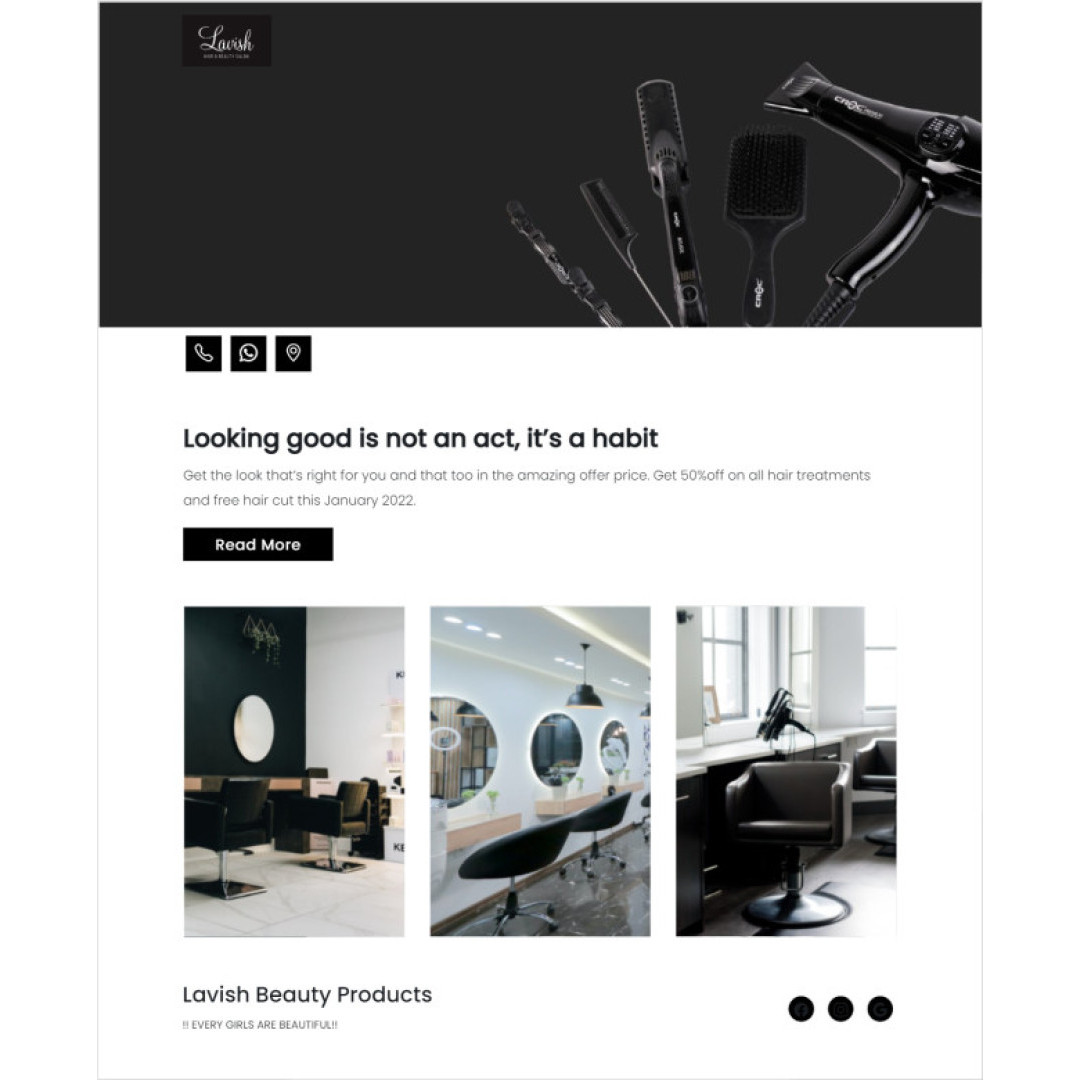 Lavish
HAIR & BEAUTY SALON
CROC
CROC
Looking good is not an act, it’s a habit
Get the look that’s right for you and that too in the amazing offer price. Get 50%off on all hair treatments
and free hair cut this January 2022.
Read More
Lavish Beauty Products
!! EVERY GIRLS ARE BEAUTIFUL!!